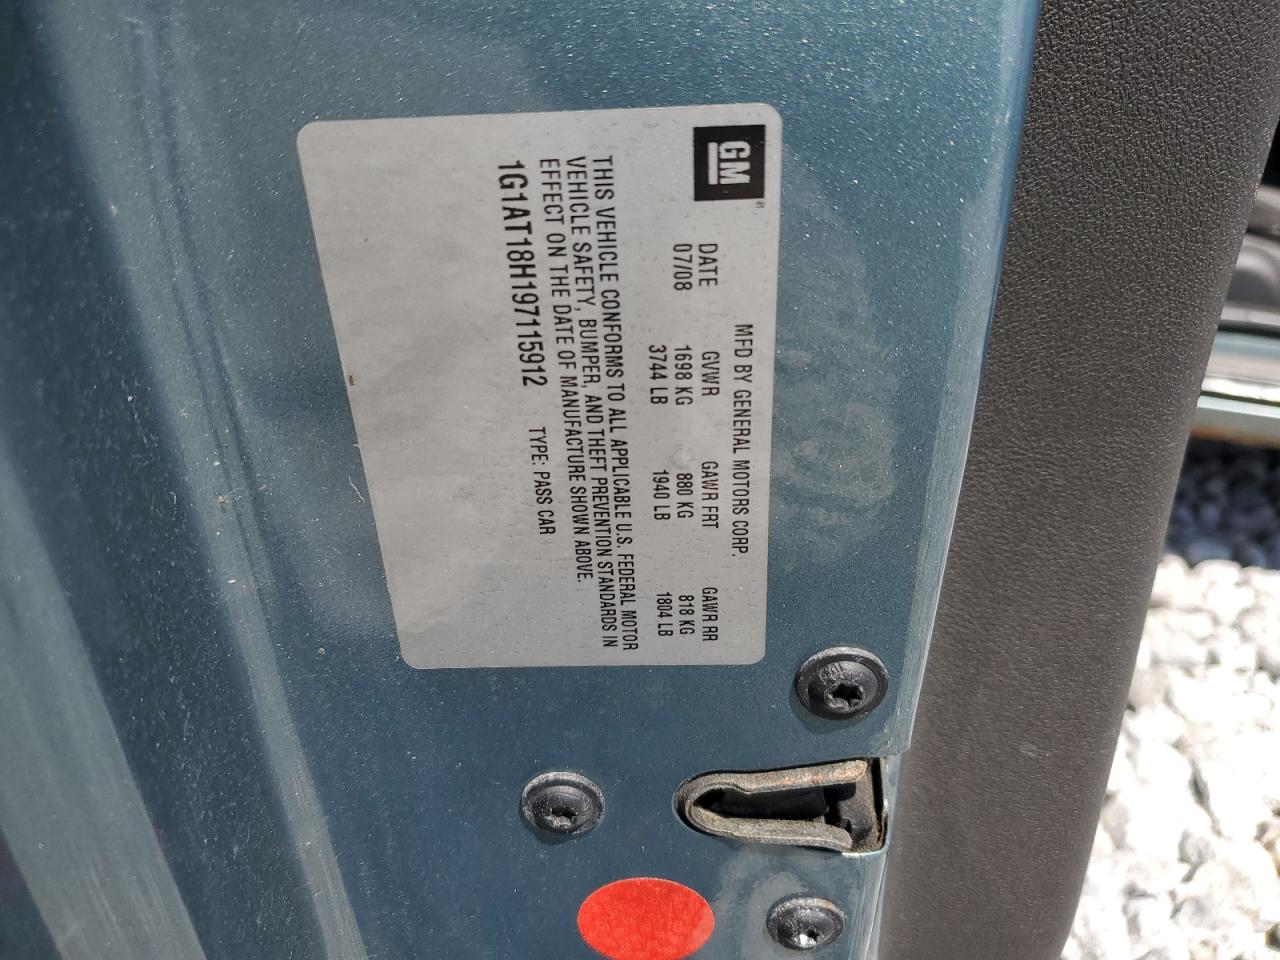 GM
MFD BY GENERAL MOTORS CORP.
DATE GVWR GAWR FRT GAWR RR
07/08 1698 KG 880 KG 818 KG
3744 LB 1940 LB 1804 LB
THIS VEHICLE CONFORMS TO ALL APPLICABLE U.S. FEDERAL MOTOR
VEHICLE SAFETY, BUMPER, AND THEFT PREVENTION STANDARDS IN
EFFECT ON THE DATE OF MANUFACTURE SHOWN ABOVE.
1G1AT18H197115912 TYPE: PASS CAR